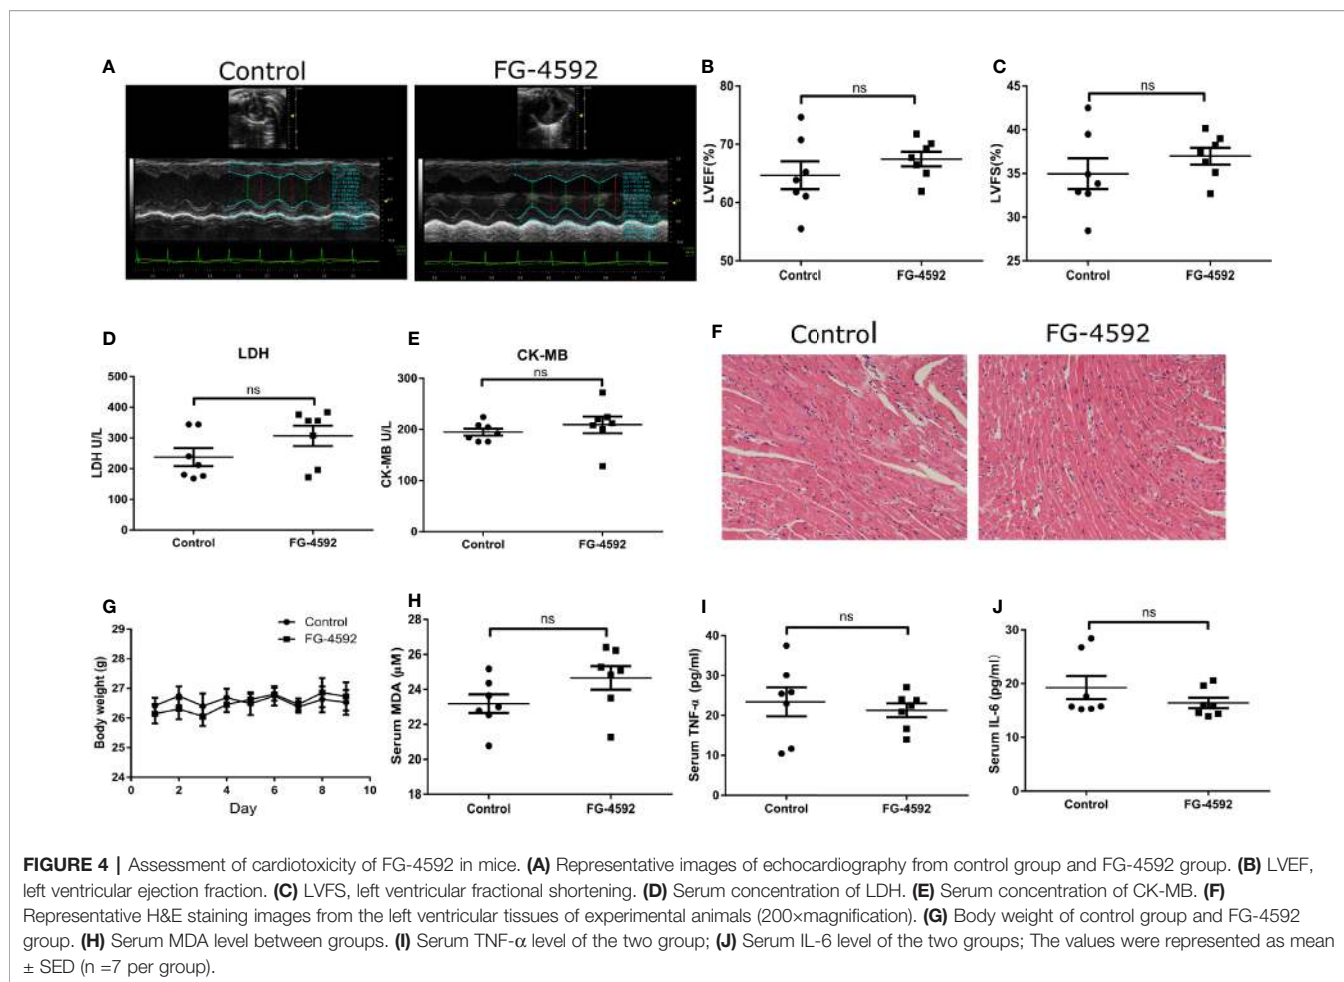 A
Control
FG-4592
B
ns
80
70
60
50
LVEF(%)
Control
FG-4592
C
ns
45
40
35
30
25
LVFS(%)
Control
FG-4592
D
LDH
ns
500
400
300
200
100
0
LDH U/L
Control
FG-4592
E
CK-MB
ns
300
200
100
0
CK-MB U/L
Control
FG-4592
F
Control
FG-4592
G
Control
FG-4592
29
27
26
24
Body weight (g)
0 2 4 6 8 10
Day
H
ns
28
26
24
22
20
18
Serum MDA (μM)
Control
FG-4592
I
ns
40
30
20
10
0
Serum TNF-α (pg/ml)
Control
FG-4592
J
ns
30
20
10
0
Serum IL-6 (pg/ml)
Control
FG-4592
FIGURE 4 | Assessment of cardiotoxicity of FG-4592 in mice. (A) Representative images of echocardiography from control group and FG-4592 group. (B) LVEF,
left ventricular ejection fraction. (C) LVFS, left ventricular fractional shortening. (D) Serum concentration of LDH. (E) Serum concentration of CK-MB. (F)
Representative H&E staining images from the left ventricular tissues of experimental animals (200×magnification). (G) Body weight of control group and FG-4592
group. (H) Serum MDA level between groups. (I) Serum TNF-α level of the two group; (J) Serum IL-6 level of the two groups; The values were represented as mean
± SED (n =7 per group).